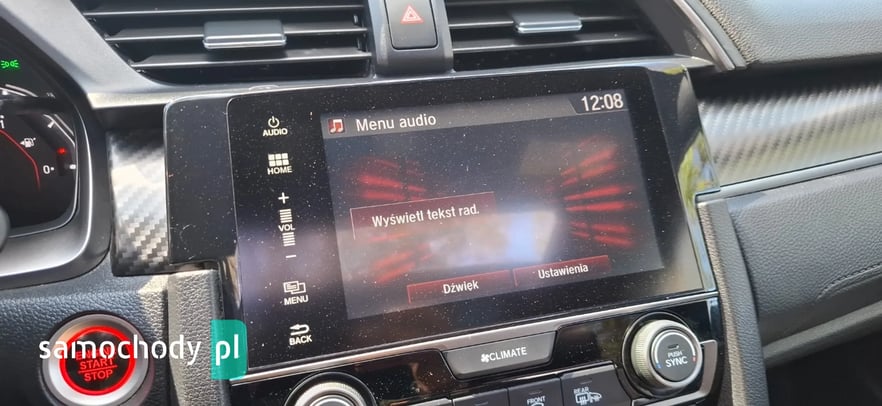 12:08
Menu audio
AUDIO
HOME
+
VOL
−
MENU
BACK
Wyświetl tekst rad.
Dźwięk
Ustawienia
CLIMATE
PUSH
SYNC
FRONT
REAR
0
START
STOP
samochody pl